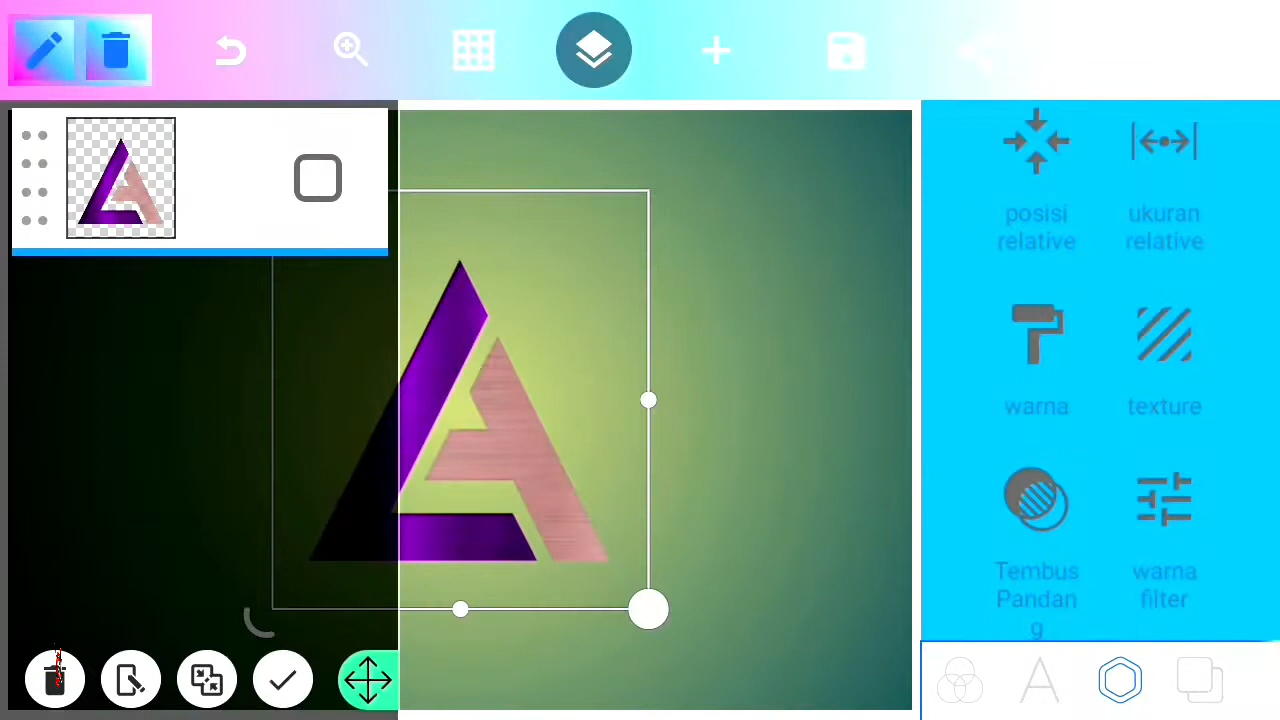 posisi
relative
ukuran
relative
warna
texture
Tembus
Pandan
g
warna
filter